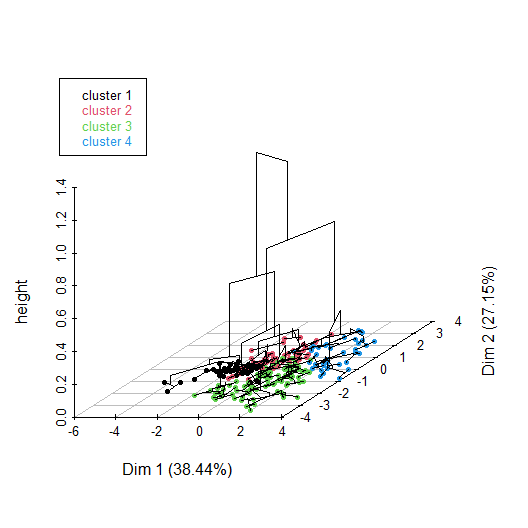 cluster 1
cluster 2
cluster 3
cluster 4
height
0.0 0.2 0.4 0.6 0.8 1.0 1.2 1.4
-6 -4 -2 0 2 4
Dim 1 (38.44%)
-4 -3 -2 -1 0 1 2 3 4
Dim 2 (27.15%)